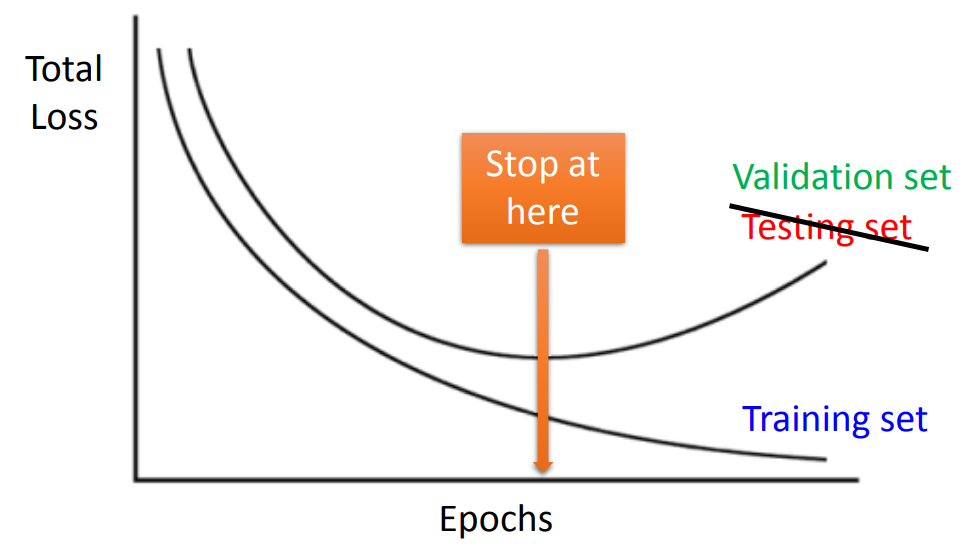 Total
Loss
Stop at
here
Validation set
Testing set
Training set
Epochs